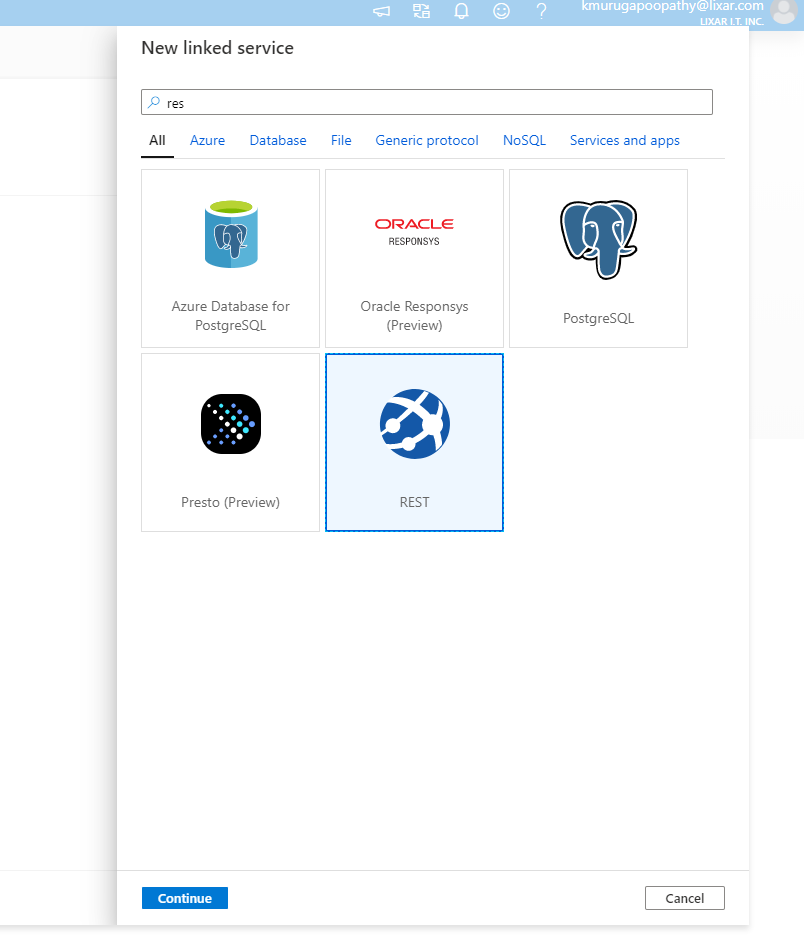 kmurugapoopathy@lixar.com
LIXAR I.T. INC.
New linked service
res
All Azure Database File Generic protocol NoSQL Services and apps
ORACLE
RESPONSYS
Azure Database for
PostgreSQL
Oracle Responsys
(Preview)
PostgreSQL
Presto (Preview)
REST
Continue Cancel